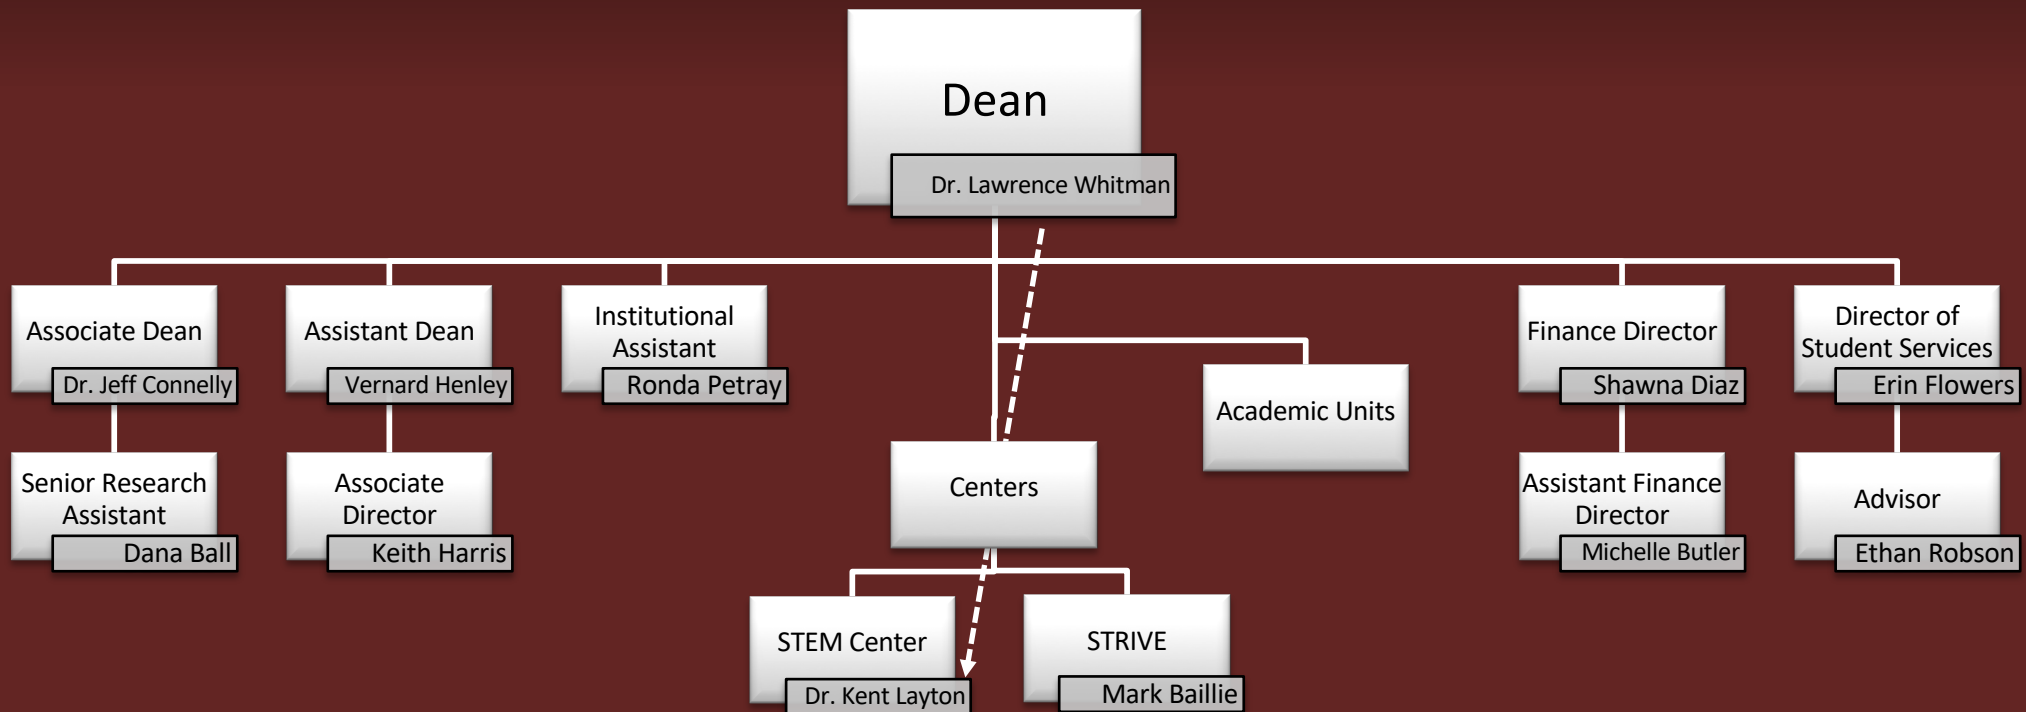 Dean
Dr. Lawrence Whitman
Associate Dean
Dr. Jeff Connelly
Assistant Dean
Vernard Henley
Institutional
Assistant
Ronda Petray
Finance Director
Shawna Diaz
Director of
Student Services
Erin Flowers
Academic Units
Senior Research
Assistant
Dana Ball
Associate
Director
Keith Harris
Centers
Assistant Finance
Director
Michelle Butler
Advisor
Ethan Robson
STEM Center
Dr. Kent Layton
STRIVE
Mark Baillie